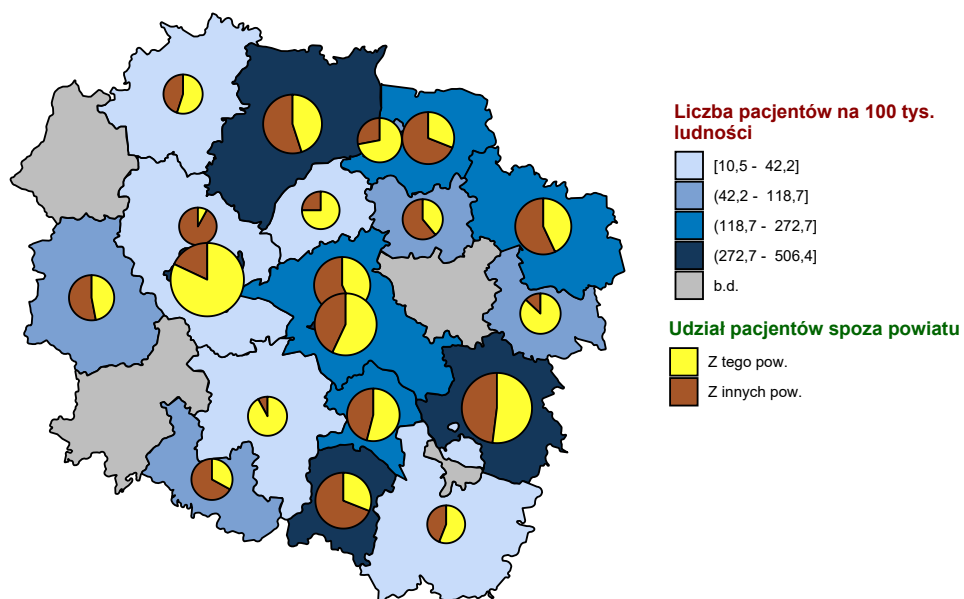 Liczba pacjentów na 100 tys.
ludności
[10,5 - 42,2]
(42,2 - 118,7]
(118,7 - 272,7]
(272,7 - 506,4]
b.d.
Udział pacjentów spoza powiatu
Z tego pow.
Z innych pow.